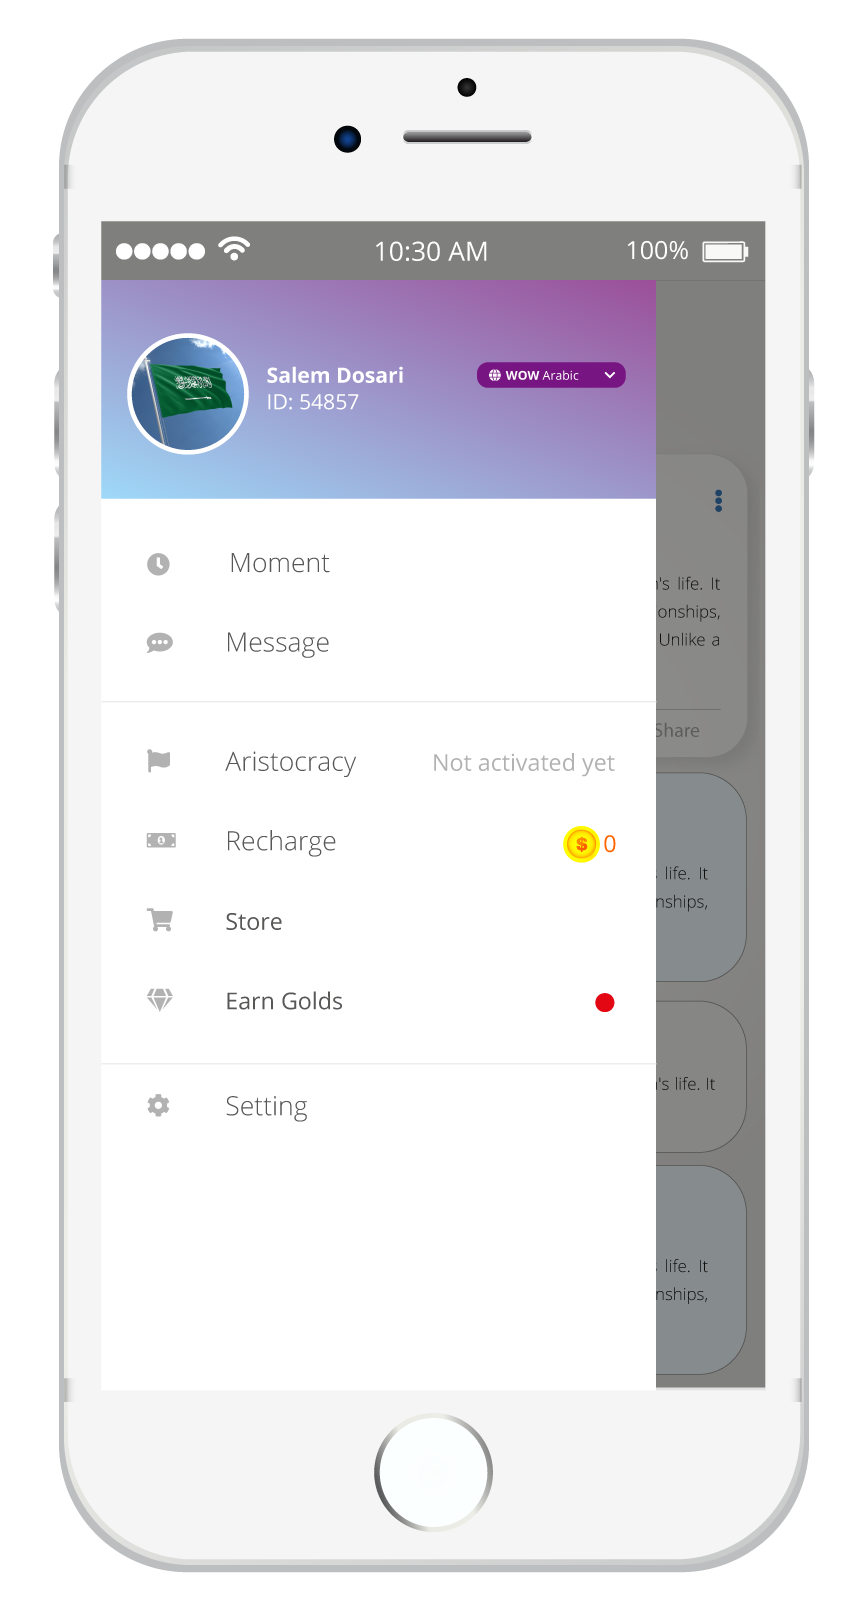 10:30 AM
100%
Salem Dosari
ID: 54857
WOW Arabic
Moment
Message
Aristocracy
Not activated yet
Recharge
$ 0
Store
Earn Golds
Setting
's life. It
onships,
Unlike a
Share
life. It
nships,
's life. It
life. It
nships,